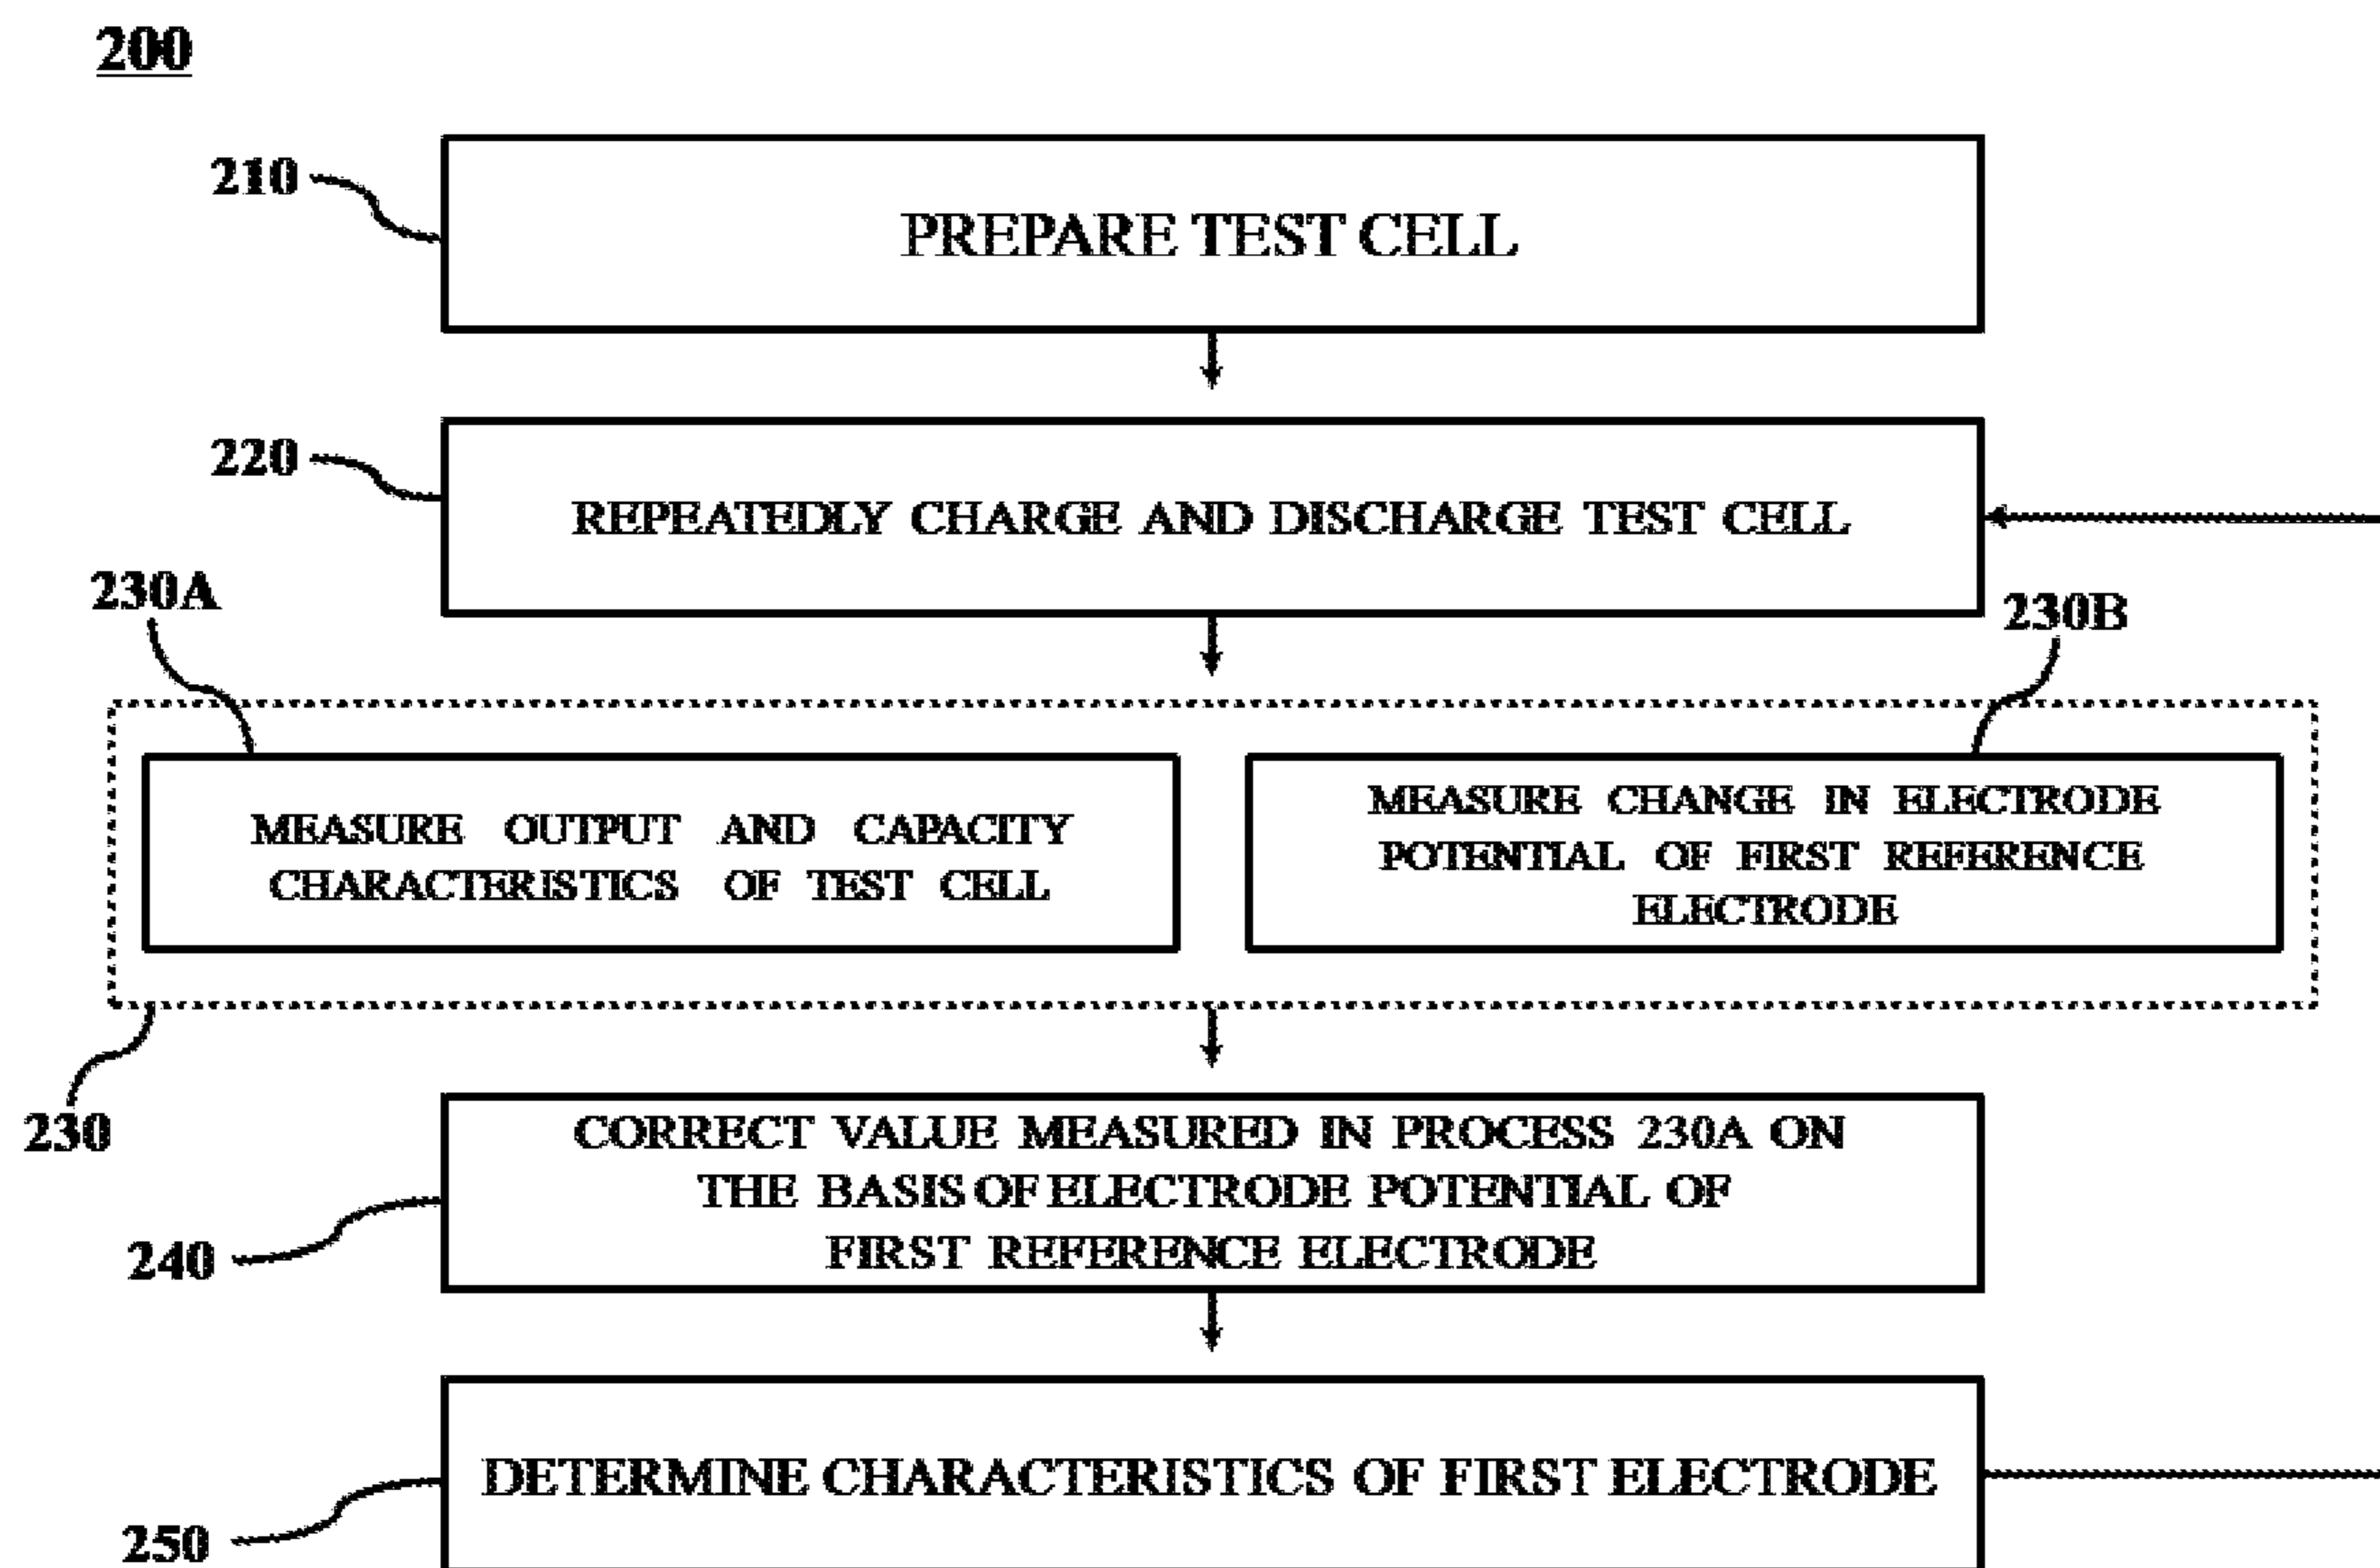 200
210
PREPARE TEST CELL
220
REPEATEDLY CHARGE AND DISCHARGE TEST CELL
230A
230B
MEASURE OUTPUT AND CAPACITY
CHARACTERISTICS OF TEST CELL
MEASURE CHANGE IN ELECTRODE
POTENTIAL OF FIRST REFERENCE
ELECTRODE
230
CORRECT VALUE MEASURED IN PROCESS 230A ON
THE BASIS OF ELECTRODE POTENTIAL OF
FIRST REFERENCE ELECTRODE
240
DETERMINE CHARACTERISTICS OF FIRST ELECTRODE
250